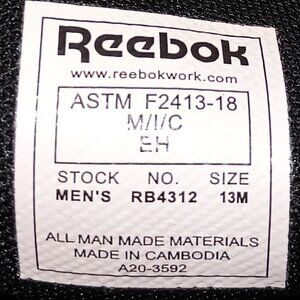 Reebok
www.reebokwork.com
ASTM F2413-18
M/I/C
EH
STOCK NO. SIZE
MEN'S RB4312 13M
ALL MAN MADE MATERIALS
MADE IN CAMBODIA
A20-3592